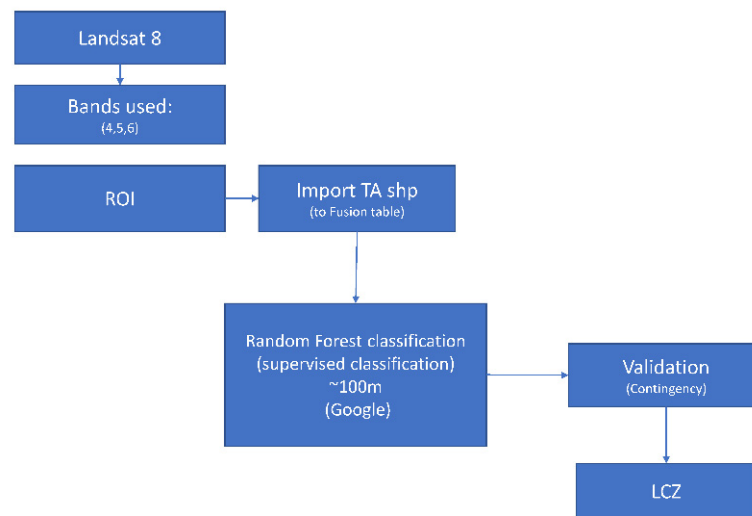 Landsat 8
Bands used:
(4,5,6)
ROI
Import TA shp
(to Fusion table)
Random Forest classification
(supervised classification)
~100m
(Google)
Validation
(Contingency)
LCZ